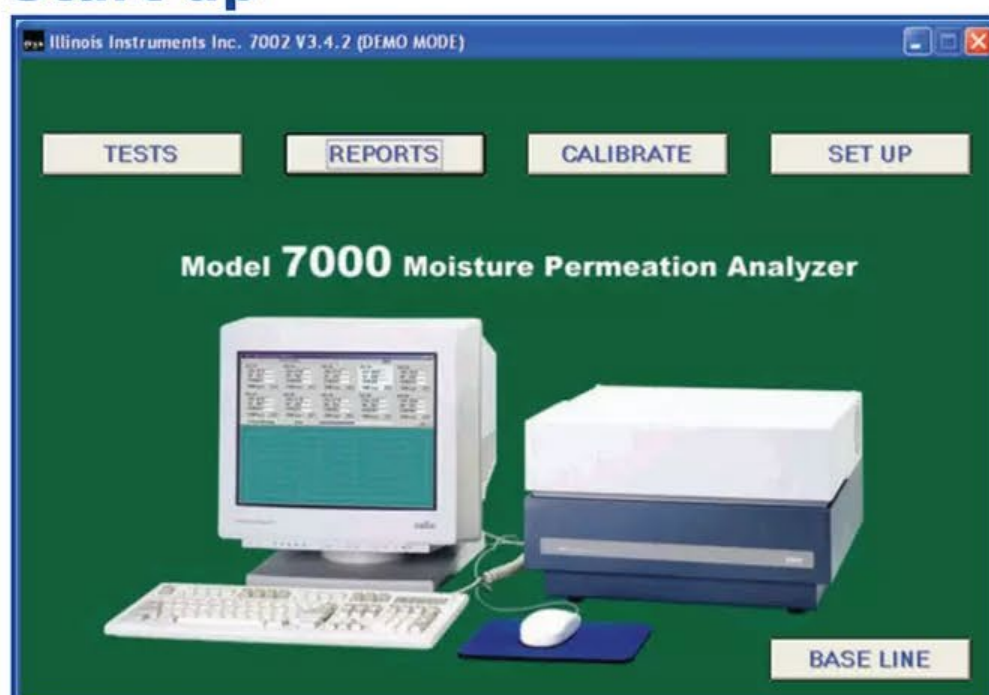 Illinois Instruments Inc. 7002 V3.4.2 (DEMO MODE)
TESTS REPORTS CALIBRATE SET UP
Model 7000 Moisture Permeation Analyzer
BASE LINE